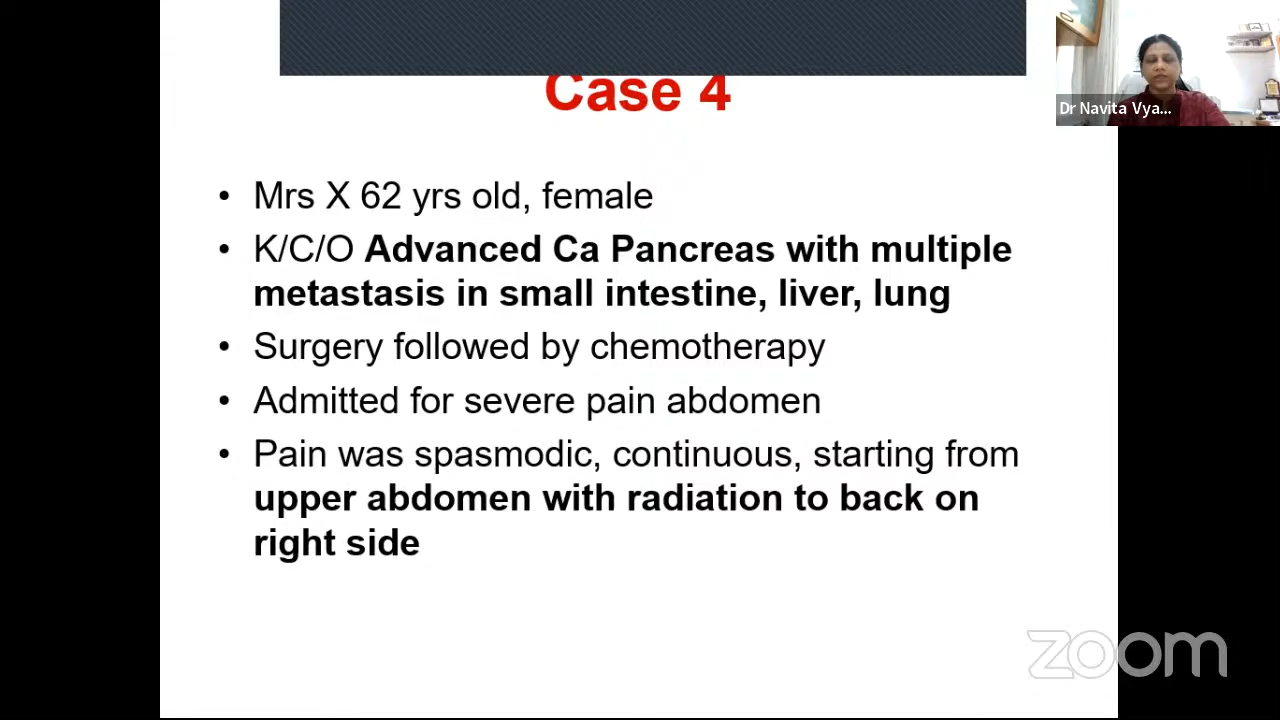 Case 4
Dr Navita Vya...
• Mrs X 62 yrs old, female
• K/C/O Advanced Ca Pancreas with multiple
metastasis in small intestine, liver, lung
• Surgery followed by chemotherapy
• Admitted for severe pain abdomen
• Pain was spasmodic, continuous, starting from
upper abdomen with radiation to back on
right side
zoom